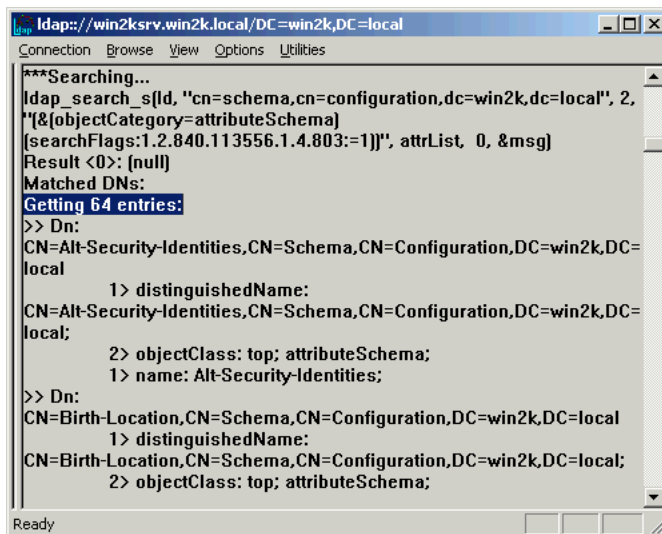 ldap://win2ksrv.win2k.local/DC=win2k,DC=local
Connection Browse View Options Utilities
***Searching...
ldap_search_s(ld, "cn=schema,cn=configuration,dc=win2k,dc=local", 2,
"(&(objectCategory=attributeSchema)
(searchFlags:1.2.840.113556.1.4.803:=1))", attrList, 0, &msg)
Result <0>: (null)
Matched DNs:
Getting 64 entries:
>> Dn:
CN=Alt-Security-Identities,CN=Schema,CN=Configuration,DC=win2k,DC=
local
1> distinguishedName:
CN=Alt-Security-Identities,CN=Schema,CN=Configuration,DC=win2k,DC=
local;
2> objectClass: top; attributeSchema;
1> name: Alt-Security-Identities;
>> Dn:
CN=Birth-Location,CN=Schema,CN=Configuration,DC=win2k,DC=local
1> distinguishedName:
CN=Birth-Location,CN=Schema,CN=Configuration,DC=win2k,DC=local;
2> objectClass: top; attributeSchema;
Ready